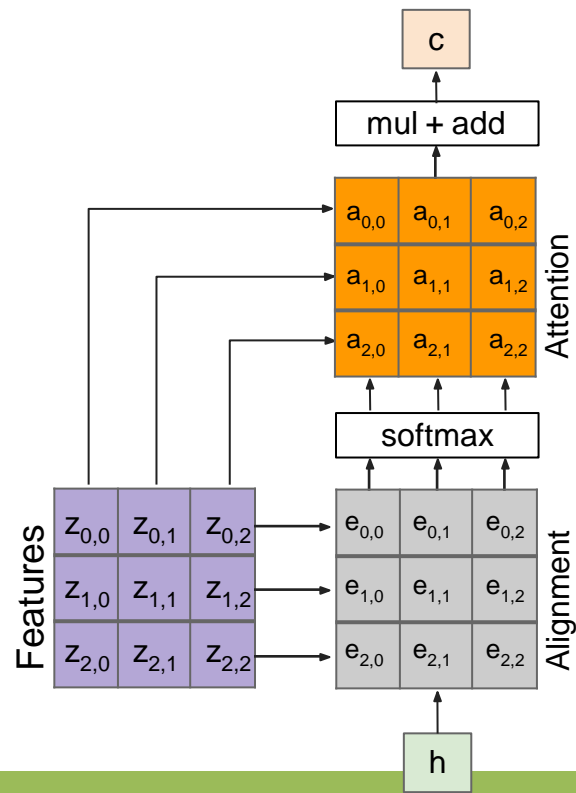 c
mul + add
a0,0 a0,1 a0,2
a1,0 a1,1 a1,2
a2,0 a2,1 a2,2
Attention
softmax
Features
z0,0 z0,1 z0,2
z1,0 z1,1 z1,2
z2,0 z2,1 z2,2
e0,0 e0,1 e0,2
e1,0 e1,1 e1,2
e2,0 e2,1 e2,2
Alignment
h